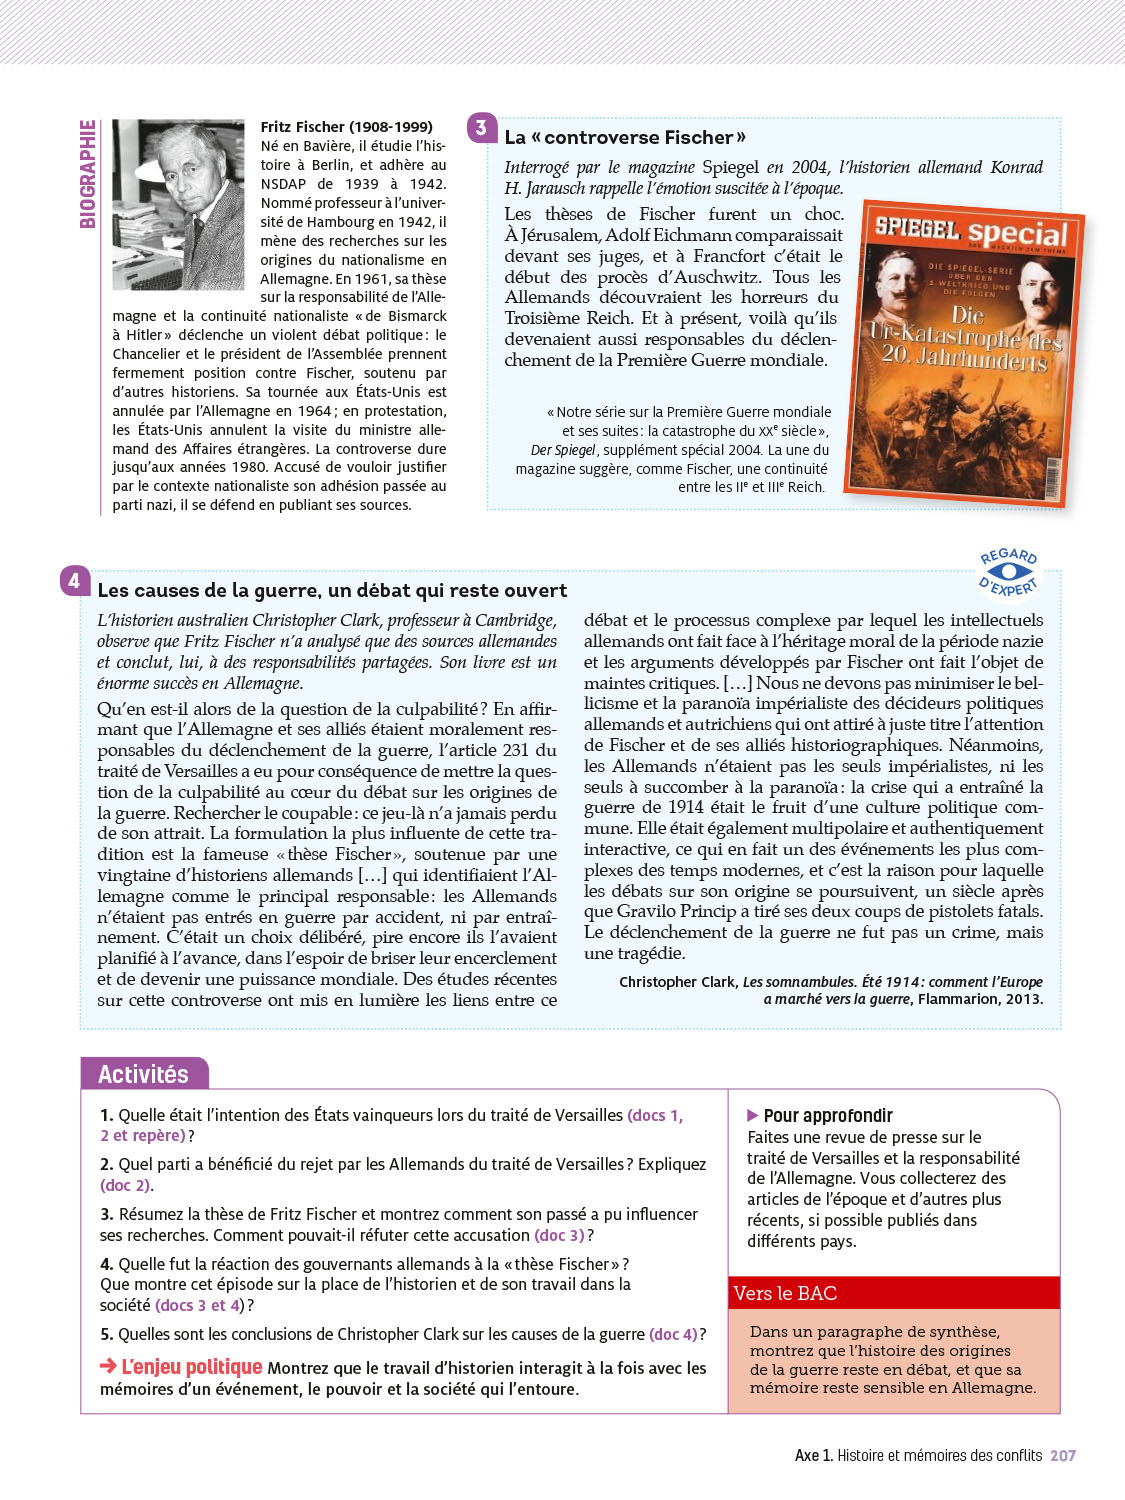 BIOGRAPHIE
Fritz Fischer (1908-1999)
Né en Bavière, il étudie l'his-
toire à Berlin, et adhère au
NSDAP de 1939 à 1942.
Nommé professeur à l'univer-
sité de Hambourg en 1942, il
mène des recherches sur les
origines du nationalisme en
Allemagne. En 1961, sa thèse
sur la responsabilité de l'Alle-
magne et la continuité nationaliste « de Bismarck
à Hitler » déclenche un violent débat politique : le
Chancelier et le président de l'Assemblée prennent
fermement position contre Fischer, soutenu par
d'autres historiens. Sa tournée aux États-Unis est
annulée par l'Allemagne en 1964 ; en protestation,
les États-Unis annulent la visite du ministre alle-
mand des Affaires étrangères. La controverse dure
jusqu'aux années 1980. Accusé de vouloir justifier
par le contexte nationaliste son adhésion passée au
parti nazi, il se défend en publiant ses sources.
3
La « controverse Fischer »
Interrogé par le magazine Spiegel en 2004, l'historien allemand Konrad
H. Jarausch rappelle l'émotion suscitée à l'époque.
Les thèses de Fischer furent un choc.
À Jérusalem, Adolf Eichmann comparaissait
devant ses juges, et à Francfort c'était le
début des procès d'Auschwitz. Tous les
Allemands découvraient les horreurs du
Troisième Reich. Et à présent, voilà qu'ils
devenaient aussi responsables du déclen-
chement de la Première Guerre mondiale.
SPIEGEL special
DAS MAGAZIN ZUM THEMA
DIE SPIEGEL-SERIE
ÜBER DEN
1. WELTKRIEG UND
DIE FOLGEN
Die
Ur-Katastrophe des
20. Jahrhunderts
« Notre série sur la Première Guerre mondiale
et ses suites : la catastrophe du XXe siècle »,
Der Spiegel, supplément spécial 2004. La une du
magazine suggère, comme Fischer, une continuité
entre les IIe et IIIe Reich.
REGARD
D'EXPERT
4
Les causes de la guerre, un débat qui reste ouvert
L'historien australien Christopher Clark, professeur à Cambridge,
observe que Fritz Fischer n'a analysé que des sources allemandes
et conclut, lui, à des responsabilités partagées. Son livre est un
énorme succès en Allemagne.
Qu'en est-il alors de la question de la culpabilité ? En affir-
mant que l'Allemagne et ses alliés étaient moralement res-
ponsables du déclenchement de la guerre, l'article 231 du
traité de Versailles a eu pour conséquence de mettre la ques-
tion de la culpabilité au cœur du débat sur les origines de
la guerre. Rechercher le coupable : ce jeu-là n'a jamais perdu
de son attrait. La formulation la plus influente de cette tra-
dition est la fameuse « thèse Fischer », soutenue par une
vingtaine d'historiens allemands […] qui identifiaient l'Al-
lemagne comme le principal responsable : les Allemands
n'étaient pas entrés en guerre par accident, ni par entraî-
nement. C'était un choix délibéré, pire encore ils l'avaient
planifié à l'avance, dans l'espoir de briser leur encerclement
et de devenir une puissance mondiale. Des études récentes
sur cette controverse ont mis en lumière les liens entre ce
débat et le processus complexe par lequel les intellectuels
allemands ont fait face à l'héritage moral de la période nazie
et les arguments développés par Fischer ont fait l'objet de
maintes critiques. […] Nous ne devons pas minimiser le bel-
licisme et la paranoïa impérialiste des décideurs politiques
allemands et autrichiens qui ont attiré à juste titre l'attention
de Fischer et de ses alliés historiographiques. Néanmoins,
les Allemands n'étaient pas les seuls impérialistes, ni les
seuls à succomber à la paranoïa : la crise qui a entraîné la
guerre de 1914 était le fruit d'une culture politique com-
mune. Elle était également multipolaire et authentiquement
interactive, ce qui en fait un des événements les plus com-
plexes des temps modernes, et c'est la raison pour laquelle
les débats sur son origine se poursuivent, un siècle après
que Gravilo Princip a tiré ses deux coups de pistolets fatals.
Le déclenchement de la guerre ne fut pas un crime, mais
une tragédie.
Christopher Clark, Les somnambules. Été 1914 : comment l'Europe
a marché vers la guerre, Flammarion, 2013.
Activités
1. Quelle était l'intention des États vainqueurs lors du traité de Versailles (docs 1,
2 et repère) ?
2. Quel parti a bénéficié du rejet par les Allemands du traité de Versailles ? Expliquez
(doc 2).
3. Résumez la thèse de Fritz Fischer et montrez comment son passé a pu influencer
ses recherches. Comment pouvait-il réfuter cette accusation (doc 3) ?
4. Quelle fut la réaction des gouvernants allemands à la « thèse Fischer » ?
Que montre cet épisode sur la place de l'historien et de son travail dans la
société (docs 3 et 4) ?
5. Quelles sont les conclusions de Christopher Clark sur les causes de la guerre (doc 4) ?
➔ L'enjeu politique Montrez que le travail d'historien interagit à la fois avec les
mémoires d'un événement, le pouvoir et la société qui l'entoure.
▶ Pour approfondir
Faites une revue de presse sur le
traité de Versailles et la responsabilité
de l'Allemagne. Vous collecterez des
articles de l'époque et d'autres plus
récents, si possible publiés dans
différents pays.
Vers le BAC
Dans un paragraphe de synthèse,
montrez que l'histoire des origines
de la guerre reste en débat, et que sa
mémoire reste sensible en Allemagne.
Axe 1. Histoire et mémoires des conflits 207